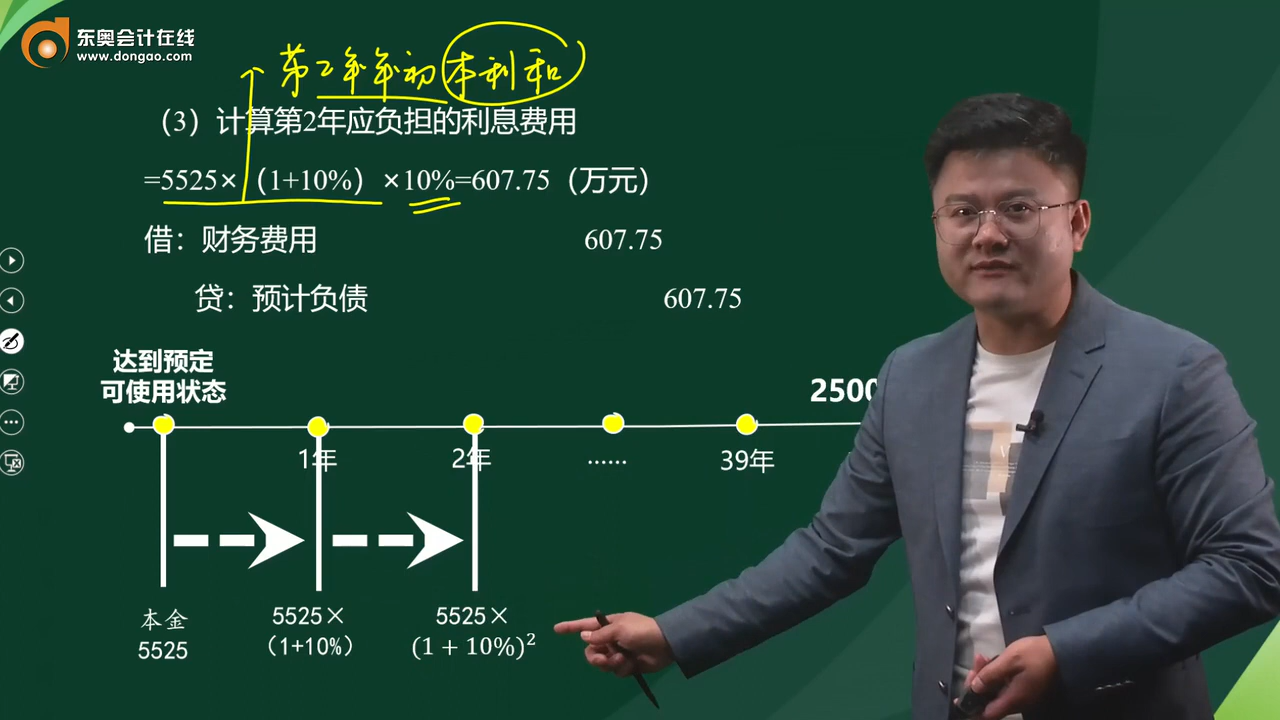 东奥会计在线
www.dongao.com
第2年年初本利和
（3）计算第2年应负担的利息费用
=5525×（1+10%）×10%=607.75（万元）
借：财务费用 607.75
贷：预计负债 607.75
达到预定
可使用状态
2500
1年 2年 …… 39年
本金 5525
5525×（1+10%）
5525×(1+10%)²